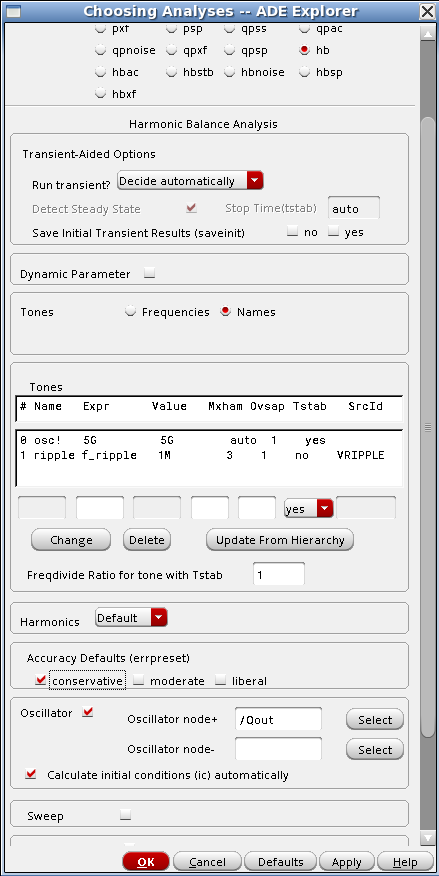 Choosing Analyses -- ADE Explorer
pxf psp qpss qpac
qpnoise qpxf qpsp hb
hbac hbstb hbnoise hbsp
hbxf
Harmonic Balance Analysis
Transient-Aided Options
Run transient? Decide automatically
Detect Steady State Stop Time(tstab) auto
Save Initial Transient Results (saveinit) no yes
Dynamic Parameter
Tones Frequencies Names
Tones
# Name Expr Value Mxham Ovsap Tstab SrcId
0 osc! 5G 5G auto 1 yes
1 ripple f_ripple 1M 3 1 no VRIPPLE
yes
Change Delete Update From Hierarchy
Freqdivide Ratio for tone with Tstab 1
Harmonics Default
Accuracy Defaults (errpreset)
conservative moderate liberal
Oscillator Oscillator node+ /Qout Select
Oscillator node- Select
Calculate initial conditions (ic) automatically
Sweep
OK Cancel Defaults Apply Help